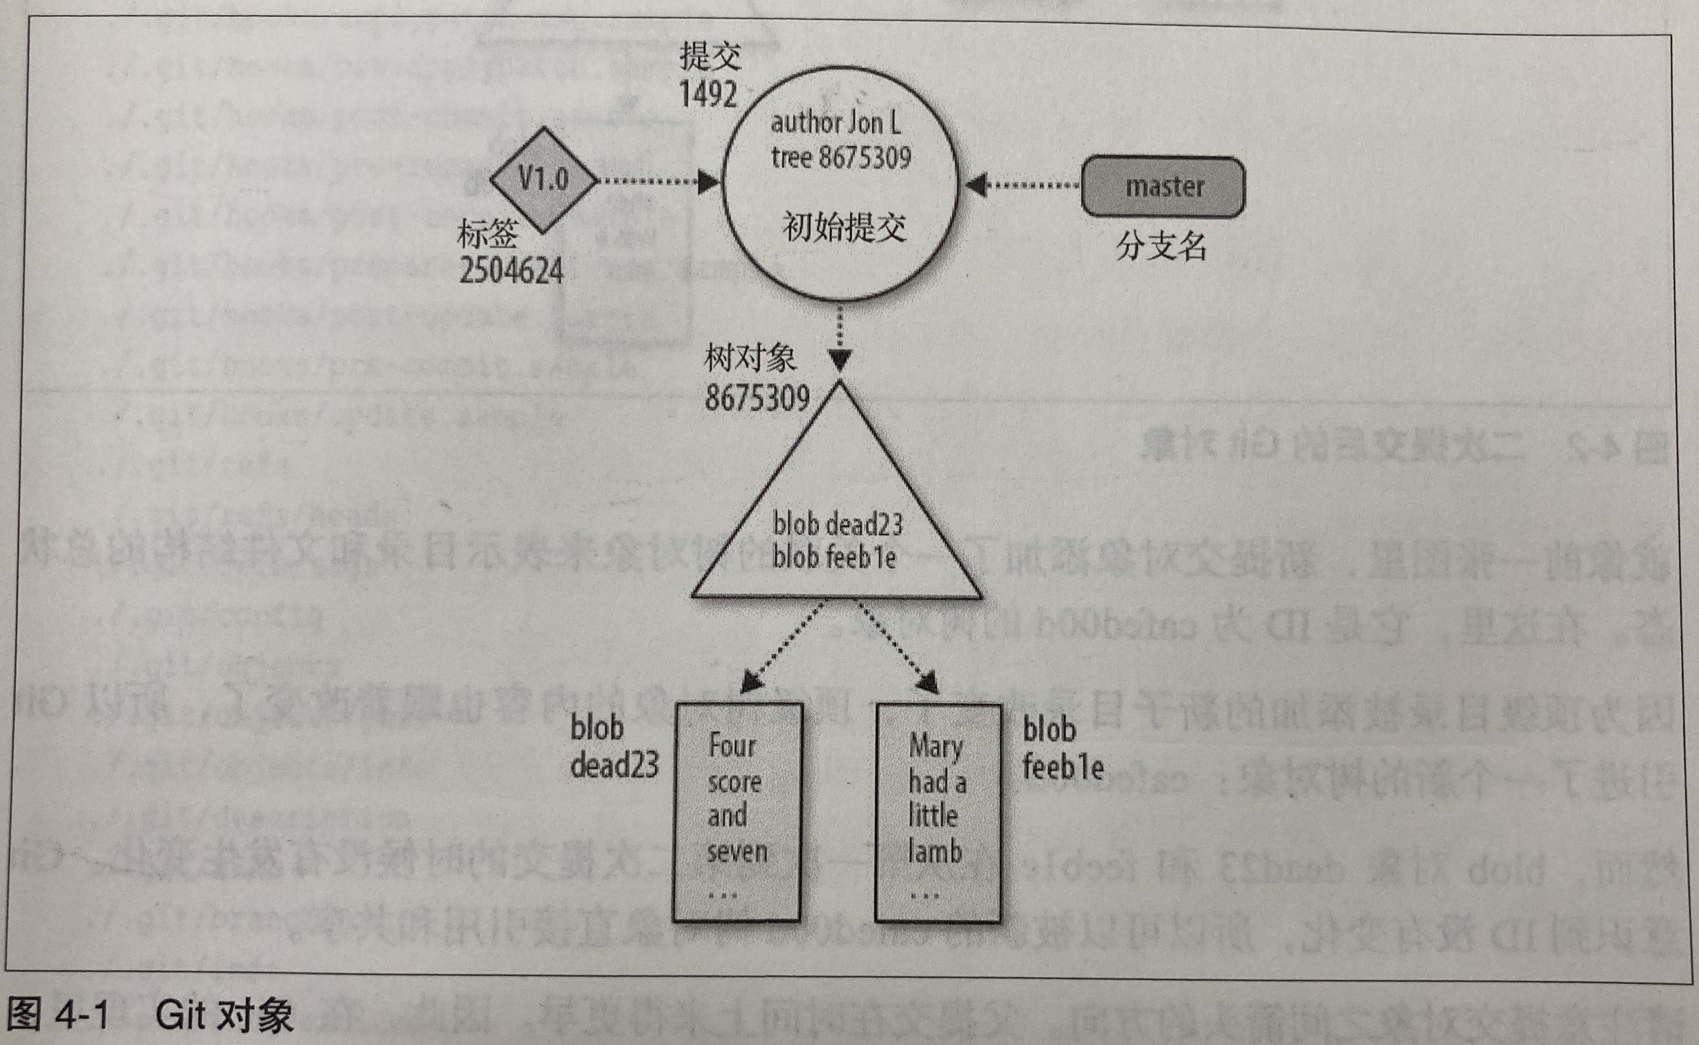 提交
1492
author Jon L
tree 8675309
初始提交
V1.0
标签
2504624
master
分支名
树对象
8675309
blob dead23
blob feeb1e
blob
dead23
Four
score
and
seven
...
Mary
had a
little
lamb
...
blob
feeb1e
图 4-1 Git 对象